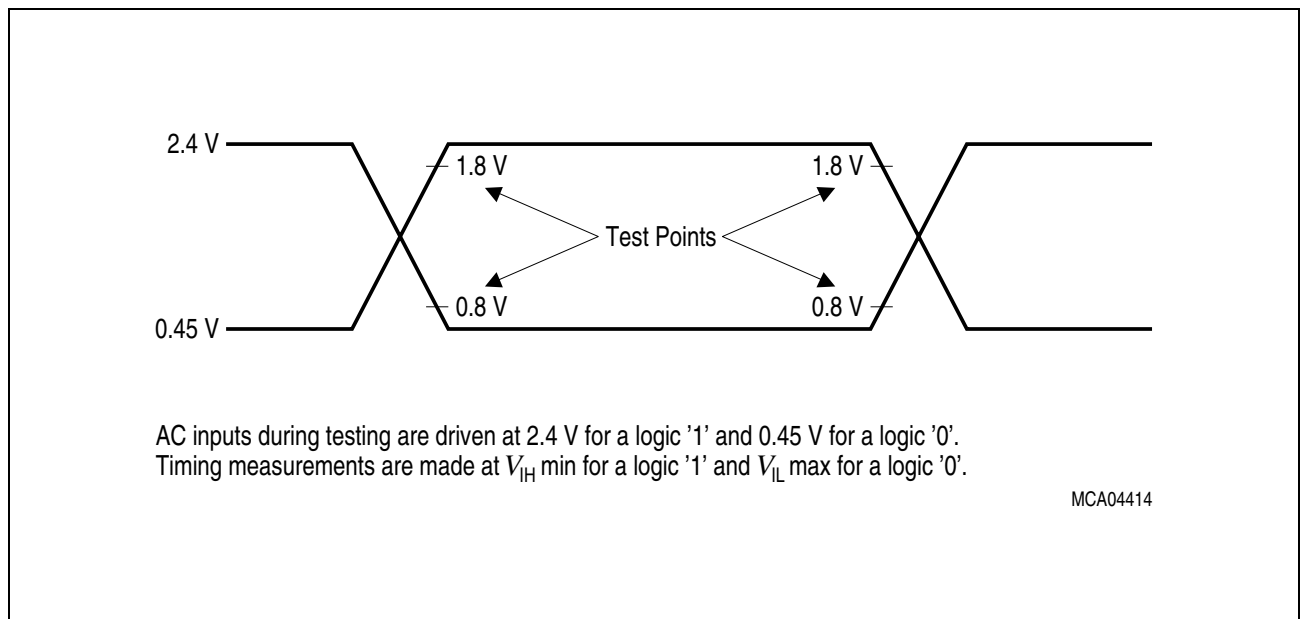 2.4 V
1.8 V
1.8 V
Test Points
0.8 V
0.8 V
0.45 V
AC inputs during testing are driven at 2.4 V for a logic ’1’ and 0.45 V for a logic ’0’.
Timing measurements are made at VIH min for a logic ’1’ and VIL max for a logic ’0’.
MCA04414